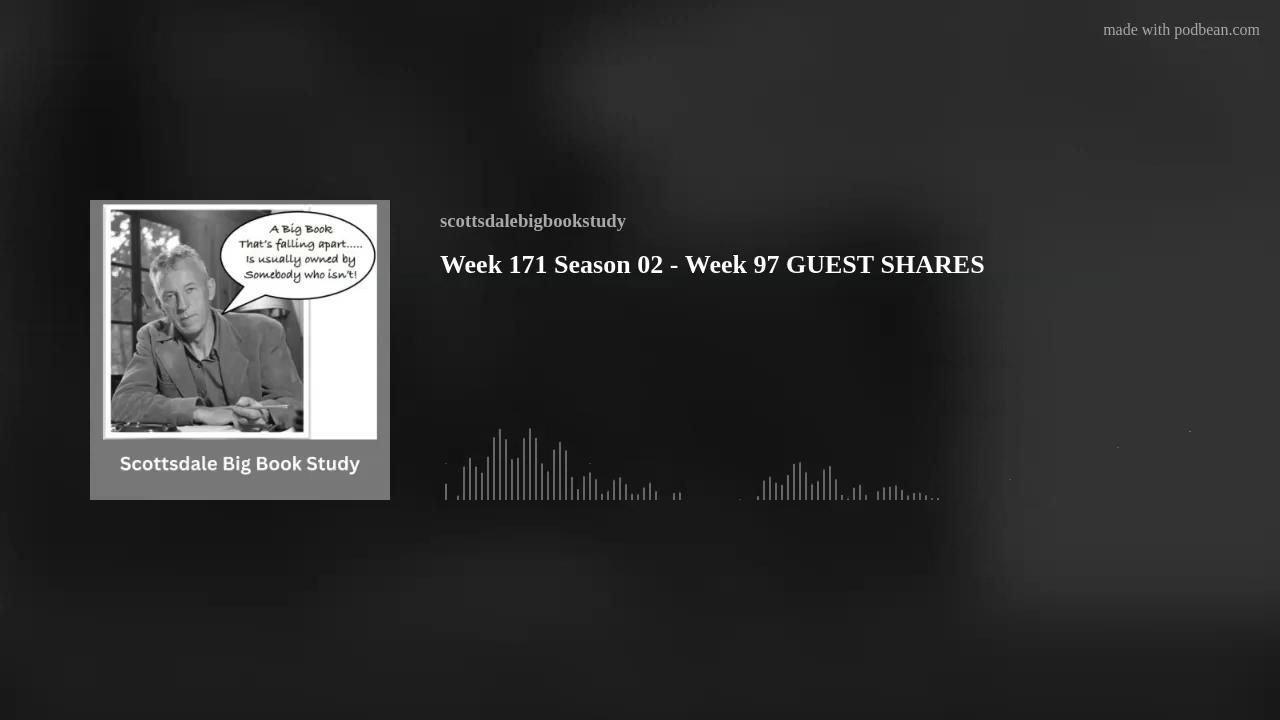 made with podbean.com
A Big Book
That's falling apart.....
Is usually owned by
Somebody who isn't!
scottsdalebigbookstudy
Week 171 Season 02 - Week 97 GUEST SHARES
Scottsdale Big Book Study